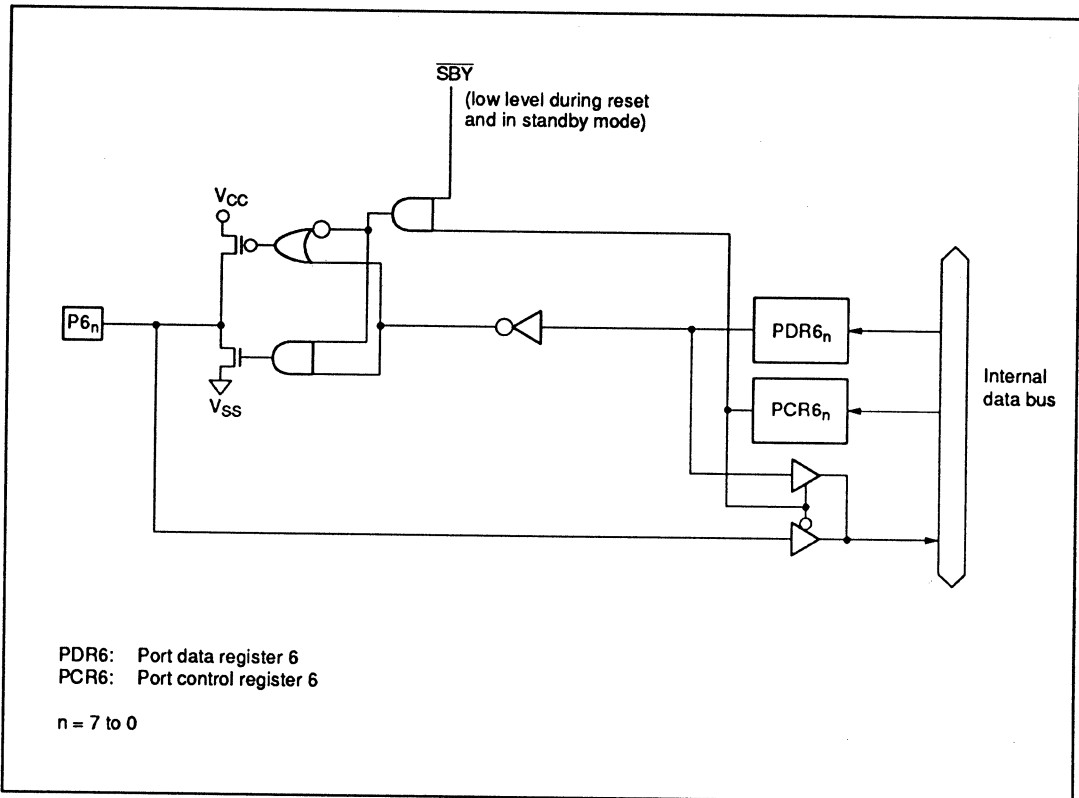 SBY
(low level during reset
and in standby mode)
VCC
P6n
VSS
PDR6n
PCR6n
Internal
data bus
PDR6: Port data register 6
PCR6: Port control register 6
n = 7 to 0